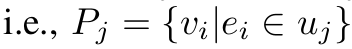 i.e., $P_j = \{v_i | e_i \in u_j\}$